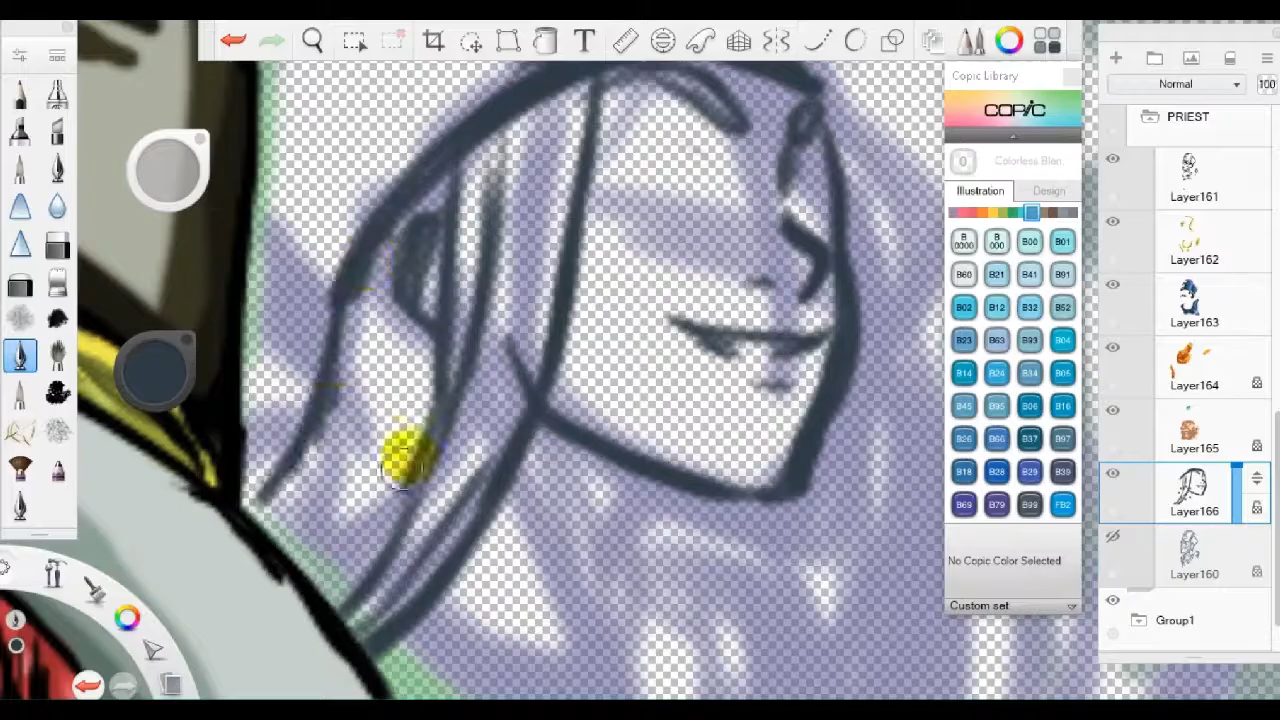 T
Copic Library
COPIC
0 Colorless Blen
Illustration Design
B0000 B000 B00 B01
B60 B21 B41 B91
B02 B12 B32 B52
B23 B63 B93 B04
B14 B24 B34 B05
B45 B95 B06 B16
B26 B66 B37 B97
B18 B28 B29 B39
B69 B79 B99 FB2
No Copic Color Selected
Custom set
Normal 100
PRIEST
Layer161
Layer162
Layer163
Layer164
Layer165
Layer166
Layer160
Group1